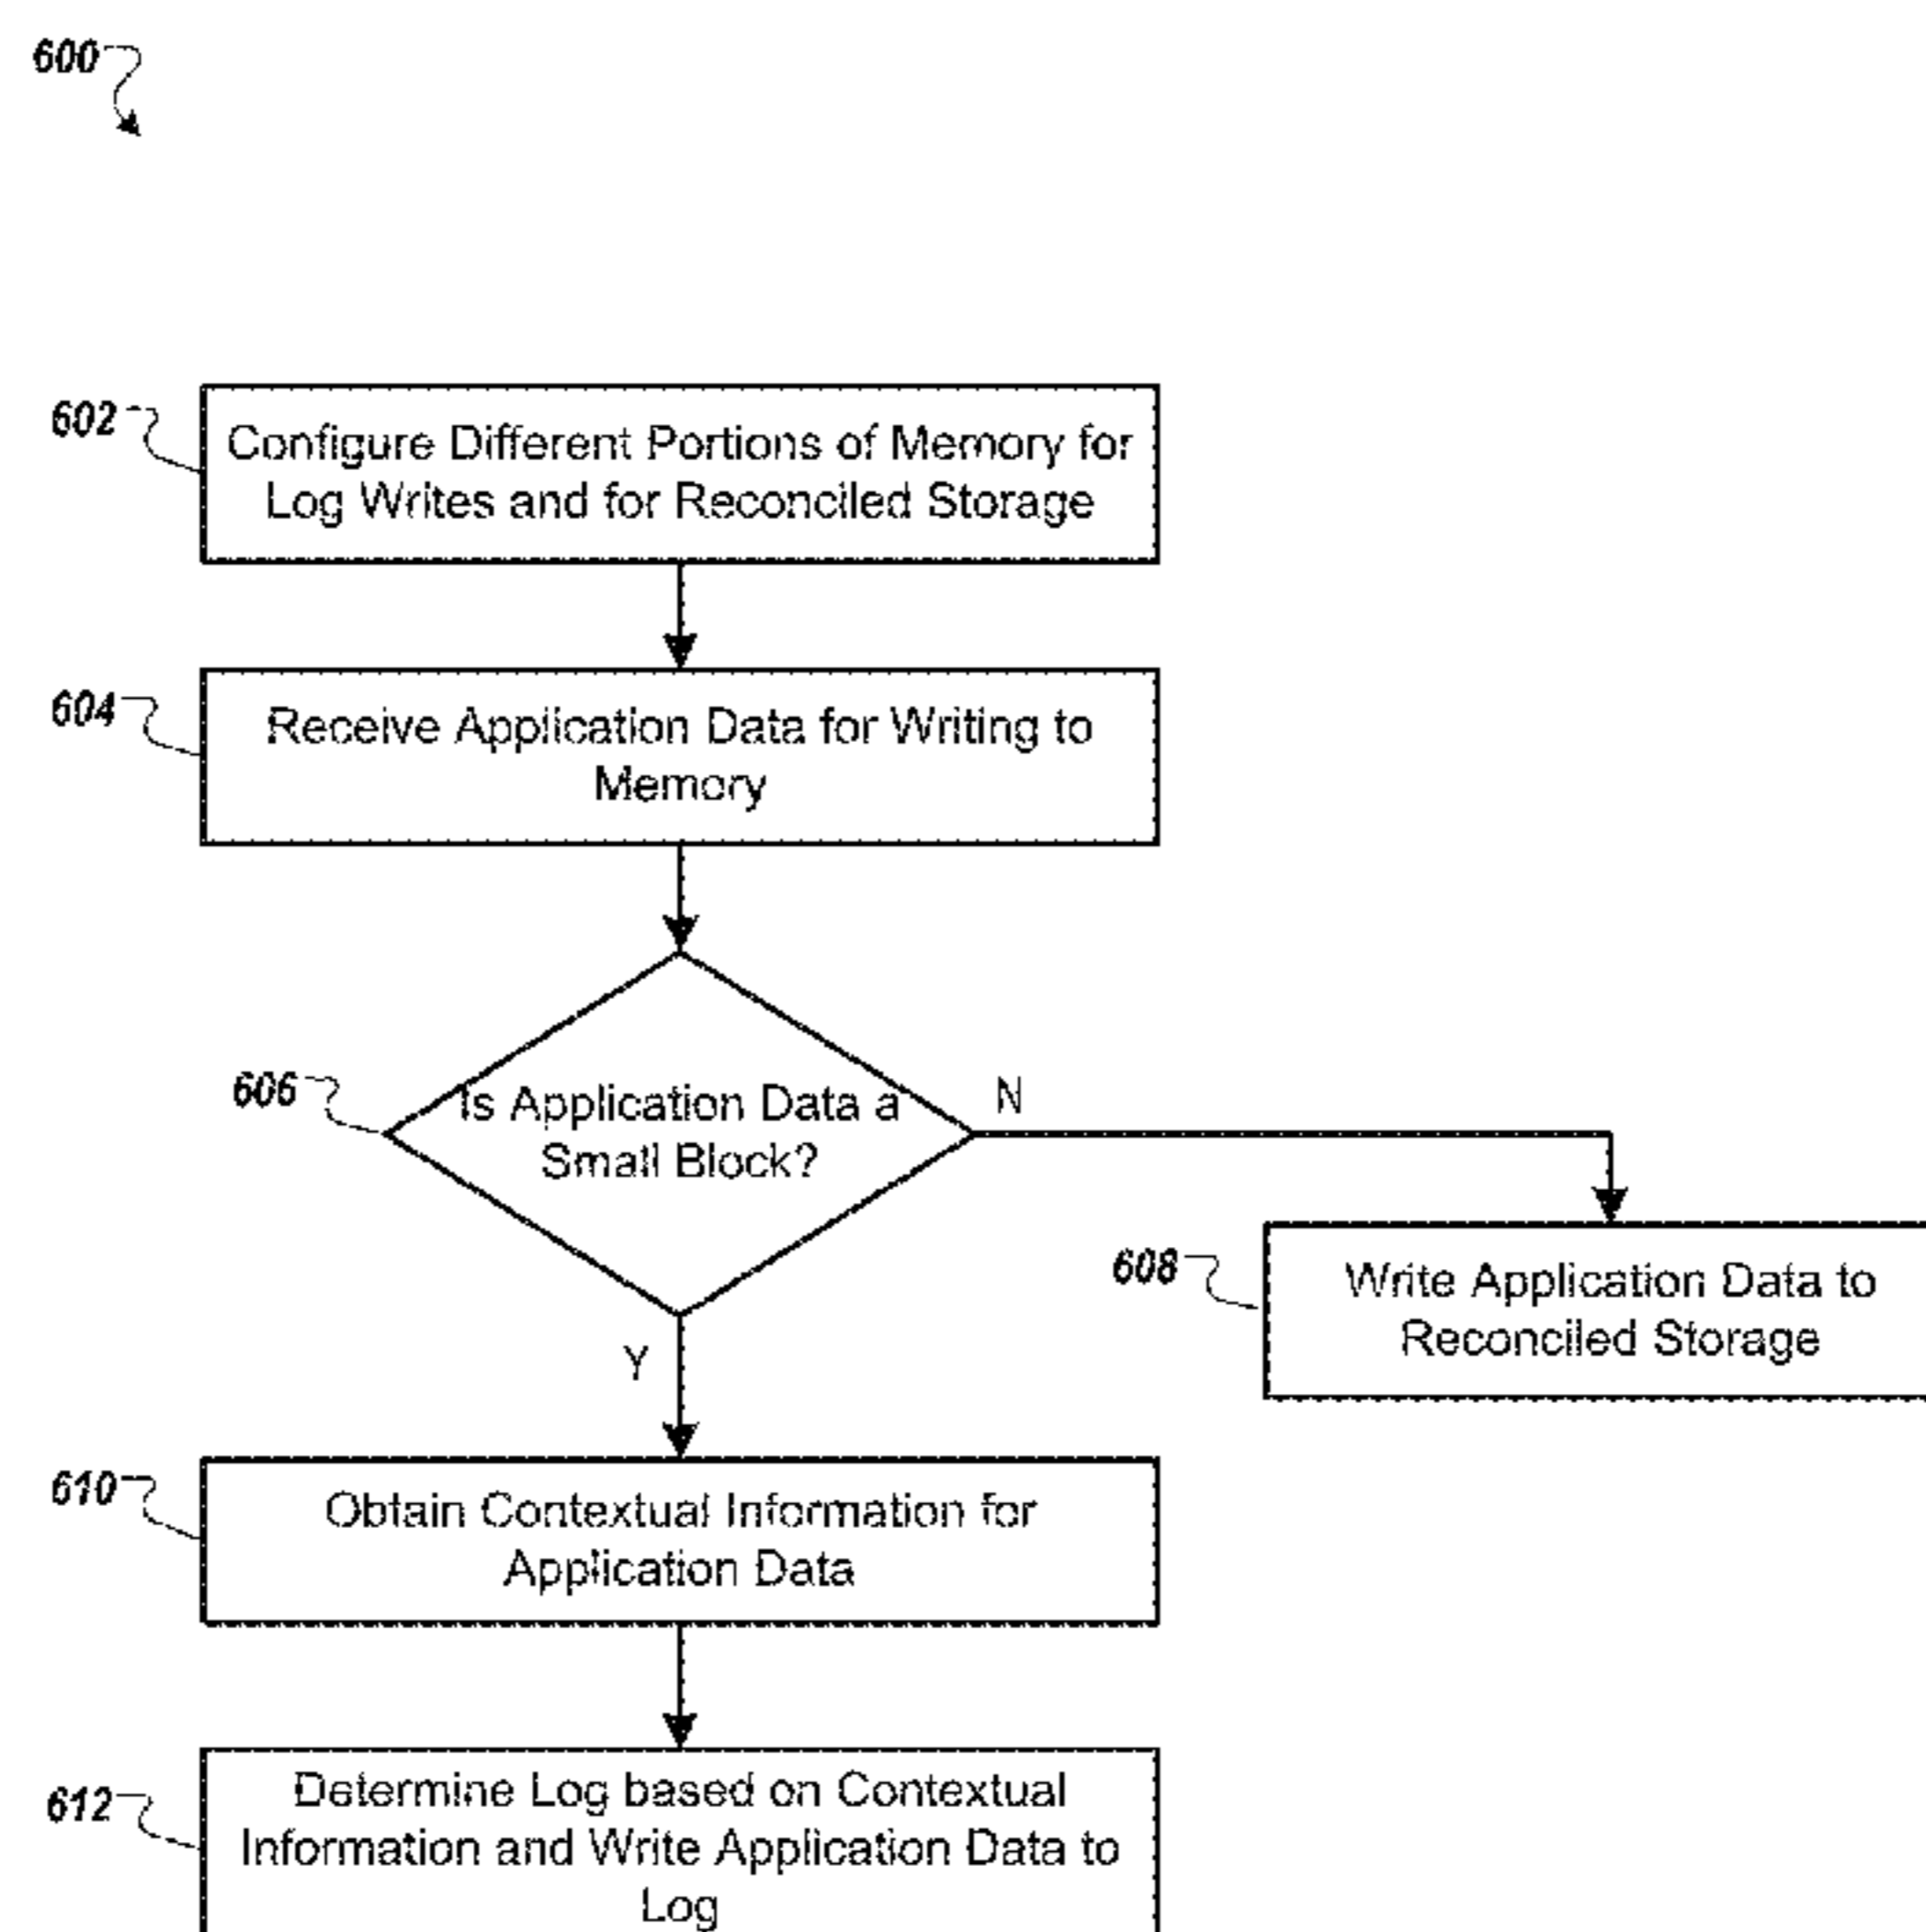 600
602
Configure Different Portions of Memory for
Log Writes and for Reconciled Storage
604
Receive Application Data for Writing to
Memory
606
Is Application Data a
Small Block?
N
608
Write Application Data to
Reconciled Storage
Y
610
Obtain Contextual Information for
Application Data
612
Determine Log based on Contextual
Information and Write Application Data to
Log